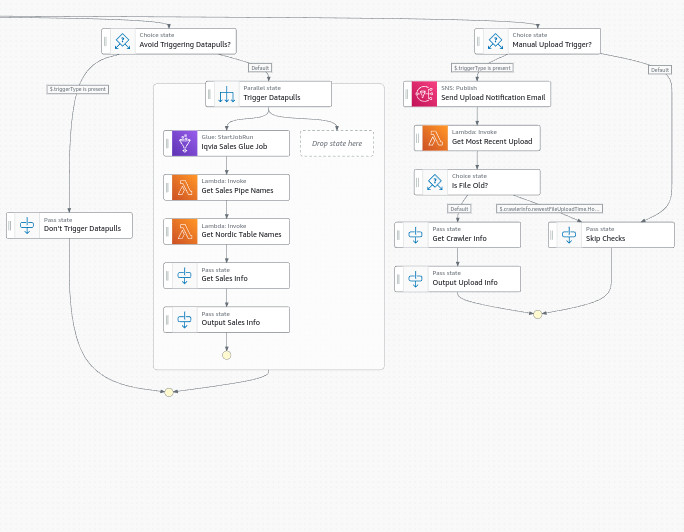 Choice state
Avoid Triggering Datapulls?
$.triggerType is present
Default
Parallel state
Trigger Datapulls
Glue: StartJobRun
Iqvia Sales Glue Job
Drop state here
Lambda: Invoke
Get Sales Pipe Names
Lambda: Invoke
Get Nordic Table Names
Pass state
Don't Trigger Datapulls
Pass state
Get Sales Info
Pass state
Output Sales Info
Choice state
Manual Upload Trigger?
$.triggerType is present
Default
SNS: Publish
Send Upload Notification Email
Lambda: Invoke
Get Most Recent Upload
Choice state
Is File Old?
Default
$.crawlerInfo.newestFileUploadTime.Ho...
Pass state
Get Crawler Info
Pass state
Skip Checks
Pass state
Output Upload Info